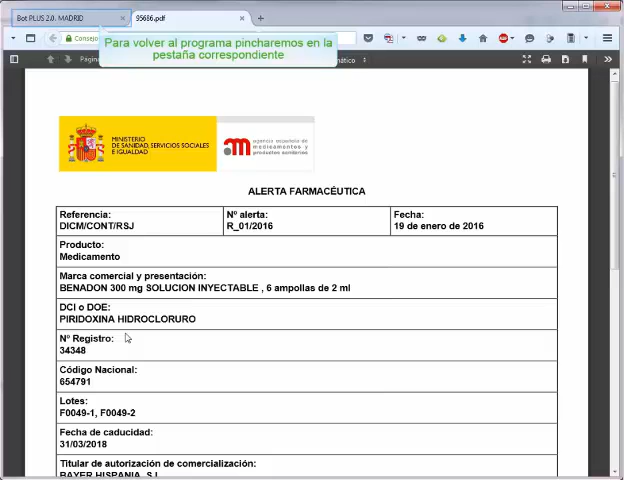 Bot PLUS 2.0. MADRID
95686.pdf
Consejo
Para volver al programa pincharemos en la
pestaña correspondiente
Págin
mático
MINISTERIO
DE SANIDAD, SERVICIOS SOCIALES
E IGUALDAD
agencia española de
medicamentos y
productos sanitarios
ALERTA FARMACÉUTICA
Referencia:
DICM/CONT/RSJ
Nº alerta:
R_01/2016
Fecha:
19 de enero de 2016
Producto:
Medicamento
Marca comercial y presentación:
BENADON 300 mg SOLUCION INYECTABLE , 6 ampollas de 2 ml
DCI o DOE:
PIRIDOXINA HIDROCLORURO
Nº Registro:
34348
Código Nacional:
654791
Lotes:
F0049-1, F0049-2
Fecha de caducidad:
31/03/2018
Titular de autorización de comercialización:
BAYER HISPANIA, S.L